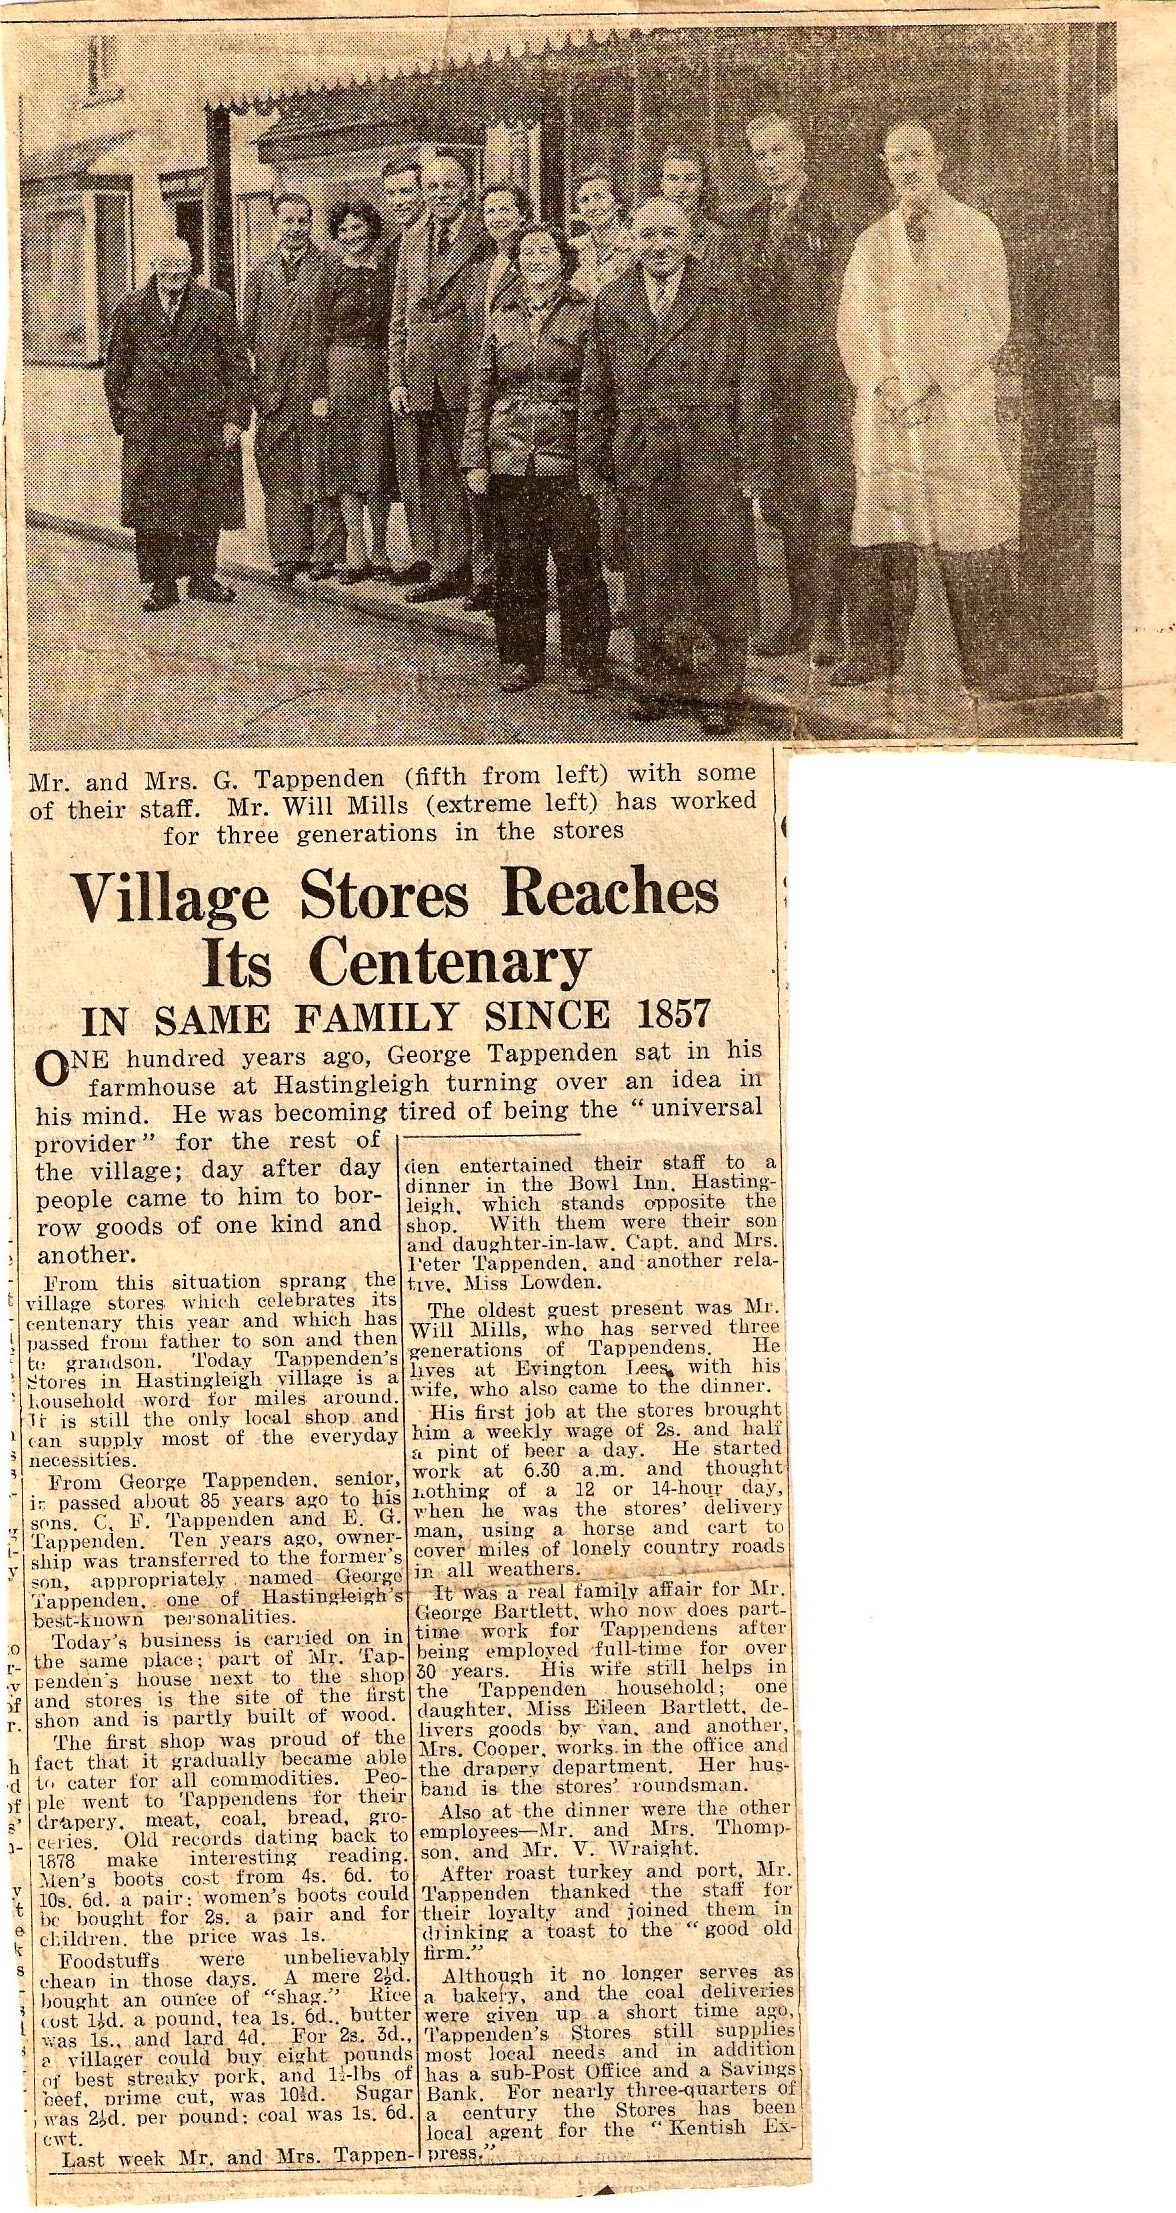 Mr. and Mrs. G. Tappenden (fifth from left) with some
of their staff. Mr. Will Mills (extreme left) has worked
for three generations in the stores
Village Stores Reaches
Its Centenary
IN SAME FAMILY SINCE 1857
ONE hundred years ago, George Tappenden sat in his
farmhouse at Hastingleigh turning over an idea in
his mind. He was becoming tired of being the “universal
provider” for the rest of
the village; day after day
people came to him to bor-
row goods of one kind and
another.
From this situation sprang the
village stores which celebrates its
centenary this year and which has
passed from father to son and then
to grandson. Today Tappenden's
Stores in Hastingleigh village is a
household word for miles around.
It is still the only local shop and
can supply most of the everyday
necessities.
From George Tappenden, senior,
it passed about 85 years ago to his
sons, C. F. Tappenden and E. G.
Tappenden. Ten years ago, owner-
ship was transferred to the former's
son, appropriately named George
Tappenden, one of Hastingleigh's
best-known personalities.
Today's business is carried on in
the same place; part of Mr. Tap-
penden's house next to the shop
and stores is the site of the first
shop and is partly built of wood.
The first shop was proud of the
fact that it gradually became able
to cater for all commodities. Peo-
ple went to Tappendens for their
drapery, meat, coal, bread, gro-
ceries. Old records dating back to
1878 make interesting reading.
Men's boots cost from 4s. 6d. to
10s. 6d. a pair; women's boots could
be bought for 2s. a pair and for
children, the price was 1s.
Foodstuffs were unbelievably
cheap in those days. A mere 2½d.
bought an ounce of “shag.” Rice
cost 1½d. a pound, tea 1s. 6d., butter
was 1s., and lard 4d. For 2s. 3d.,
a villager could buy eight pounds
of best streaky pork, and lbs of
beef, prime cut, was 10½d. Sugar
was 2½d. per pound; coal was 1s. 6d.
cwt.
Last week Mr. and Mrs. Tappen-
den entertained their staff to a
dinner in the Bowl Inn, Hasting-
leigh, which stands opposite the
shop. With them were their son
and daughter-in-law, Capt. and Mrs.
Peter Tappenden, and another rela-
tive, Miss Lowden.
The oldest guest present was Mr.
Will Mills, who has served three
generations of Tappendens. He
lives at Evington Lees, with his
wife, who also came to the dinner.
His first job at the stores brought
him a weekly wage of 2s. and half
a pint of beer a day. He started
work at 6.30 a.m. and thought
nothing of a 12 or 14-hour day,
when he was the stores' delivery
man, using a horse and cart to
cover miles of lonely country roads
in all weathers.
It was a real family affair for Mr.
George Bartlett, who now does part-
time work for Tappendens after
being employed full-time for over
30 years. His wife still helps in
the Tappenden household; one
daughter, Miss Eileen Bartlett, de-
livers goods by van, and another,
Mrs. Cooper, works in the office and
the drapery department. Her hus-
band is the stores' roundsman.
Also at the dinner were the other
employees—Mr. and Mrs. Thomp-
son, and Mr. V. Wraight.
After roast turkey and port, Mr.
Tappenden thanked the staff for
their loyalty and joined them in
drinking a toast to the “good old
firm.”
Although it no longer serves as
a bakery, and the coal deliveries
were given up a short time ago,
Tappenden's Stores still supplies
most local needs and in addition
has a sub-Post Office and a Savings
Bank. For nearly three-quarters of
a century the Stores has been
local agent for the “Kentish Ex-
press.”